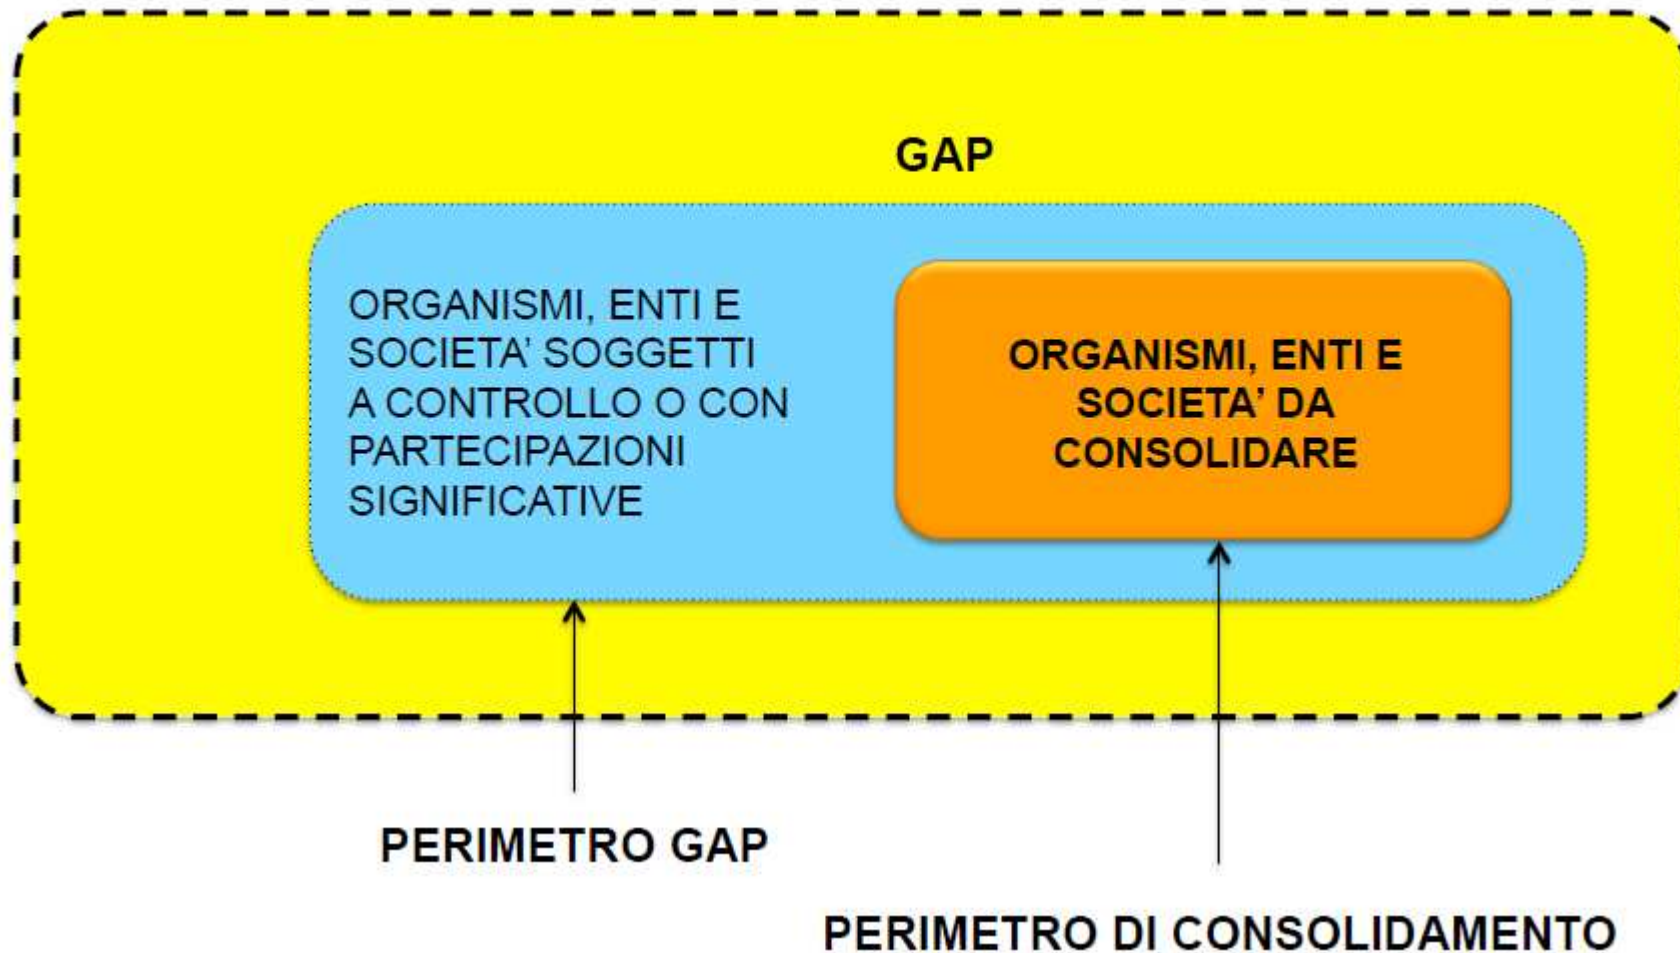 GAP
ORGANISMI, ENTI E
SOCIETA’ SOGGETTI
A CONTROLLO O CON
PARTECIPAZIONI
SIGNIFICATIVE
ORGANISMI, ENTI E
SOCIETA’ DA
CONSOLIDARE
PERIMETRO GAP
PERIMETRO DI CONSOLIDAMENTO